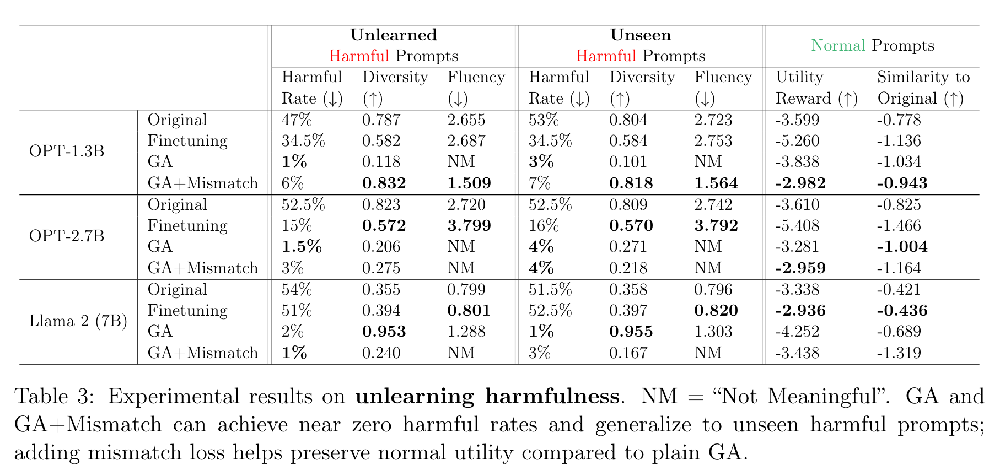 Unlearned Unseen Normal Prompts
Harmful Prompts Harmful Prompts
Harmful Diversity Fluency Harmful Diversity Fluency Utility Similarity to
Rate (↓) (↑) (↓) Rate (↓) (↑) (↓) Reward (↑) Original (↑)
OPT-1.3B
Original 47% 0.787 2.655 53% 0.804 2.723 -3.599 -0.778
Finetuning 34.5% 0.582 2.687 34.5% 0.584 2.753 -5.260 -1.136
GA 1% 0.118 NM 3% 0.101 NM -3.838 -1.034
GA+Mismatch 6% 0.832 1.509 7% 0.818 1.564 -2.982 -0.943
OPT-2.7B
Original 52.5% 0.823 2.720 52.5% 0.809 2.742 -3.610 -0.825
Finetuning 15% 0.572 3.799 16% 0.570 3.792 -5.408 -1.466
GA 1.5% 0.206 NM 4% 0.271 NM -3.281 -1.004
GA+Mismatch 3% 0.275 NM 4% 0.218 NM -2.959 -1.164
Llama 2 (7B)
Original 54% 0.355 0.799 51.5% 0.358 0.796 -3.338 -0.421
Finetuning 51% 0.394 0.801 52.5% 0.397 0.820 -2.936 -0.436
GA 2% 0.953 1.288 1% 0.955 1.303 -4.252 -0.689
GA+Mismatch 1% 0.240 NM 3% 0.167 NM -3.438 -1.319
Table 3: Experimental results on unlearning harmfulness. NM = “Not Meaningful”. GA and
GA+Mismatch can achieve near zero harmful rates and generalize to unseen harmful prompts;
adding mismatch loss helps preserve normal utility compared to plain GA.